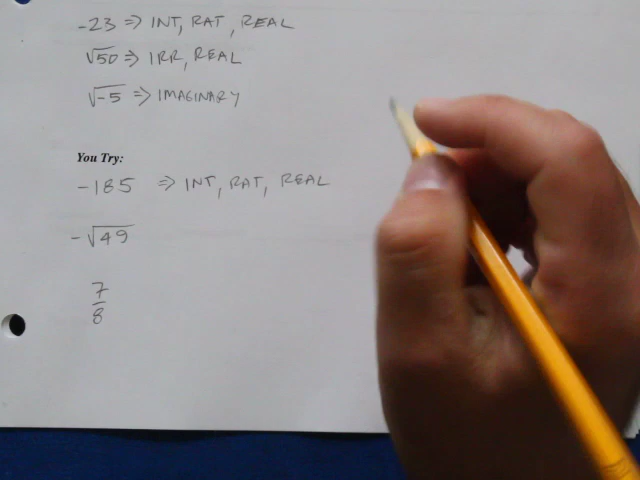 -23 => INT, RAT, REAL
√50 => IRR, REAL
√-5 => IMAGINARY
You Try:
-185 => INT, RAT, REAL
-√49
7/8